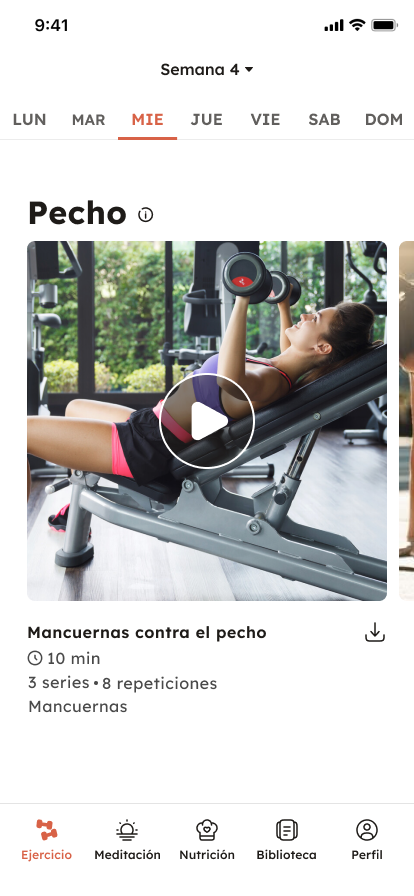 9:41
Semana 4
LUN MAR MIE JUE VIE SAB DOM
Pecho
Mancuernas contra el pecho
10 min
3 series • 8 repeticiones
Mancuernas
Ejercicio Meditación Nutrición Biblioteca Perfil